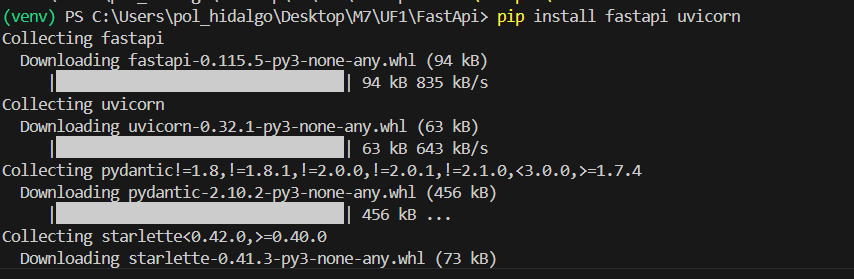 (venv) PS C:\Users\pol_hidalgo\Desktop\M7\UF1\FastApi> pip install fastapi uvicorn
Collecting fastapi
  Downloading fastapi-0.115.5-py3-none-any.whl (94 kB)
     |████████████████████████████████| 94 kB 835 kB/s
Collecting uvicorn
  Downloading uvicorn-0.32.1-py3-none-any.whl (63 kB)
     |████████████████████████████████| 63 kB 643 kB/s
Collecting pydantic!=1.8,!=1.8.1,!=2.0.0,!=2.0.1,!=2.1.0,<3.0.0,>=1.7.4
  Downloading pydantic-2.10.2-py3-none-any.whl (456 kB)
     |████████████████████████████████| 456 kB ...
Collecting starlette<0.42.0,>=0.40.0
  Downloading starlette-0.41.3-py3-none-any.whl (73 kB)